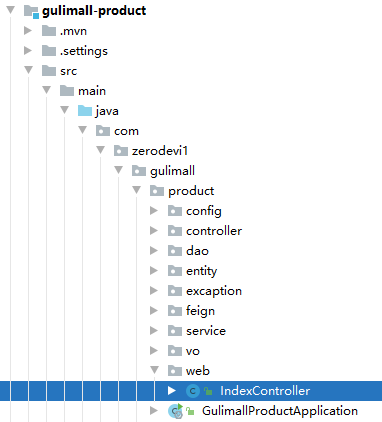 gulimall-product
.mvn
.settings
src
main
java
com
zerodevi1
gulimall
product
config
controller
dao
entity
excaption
feign
service
vo
web
IndexController
GulimallProductApplication